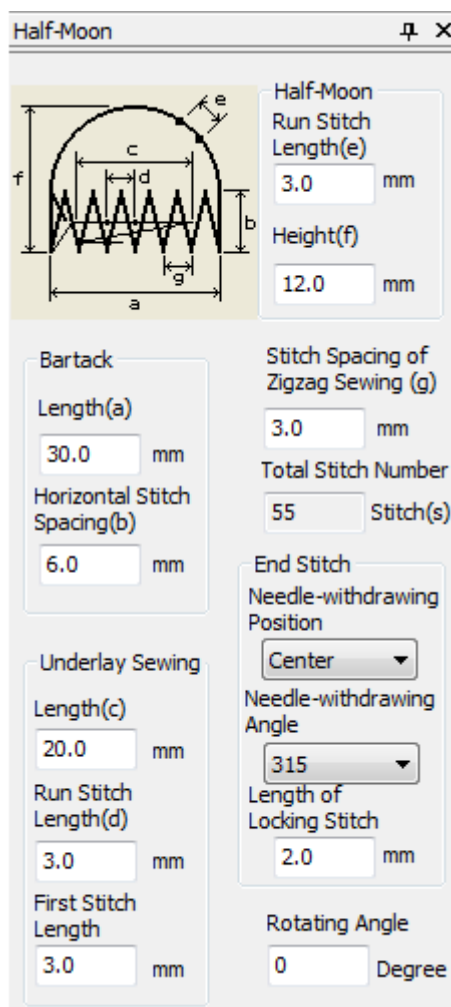 Half-Moon
e
c
f
d
b
g
a
Half-Moon
Run Stitch
Length(e)
3.0 mm
Height(f)
12.0 mm
Bartack
Length(a)
30.0 mm
Horizontal Stitch
Spacing(b)
6.0 mm
Stitch Spacing of
Zigzag Sewing (g)
3.0 mm
Total Stitch Number
55 Stitch(s)
Underlay Sewing
Length(c)
20.0 mm
Run Stitch
Length(d)
3.0 mm
First Stitch
Length
3.0 mm
End Stitch
Needle-withdrawing
Position
Center
Needle-withdrawing
Angle
315
Length of
Locking Stitch
2.0 mm
Rotating Angle
0 Degree